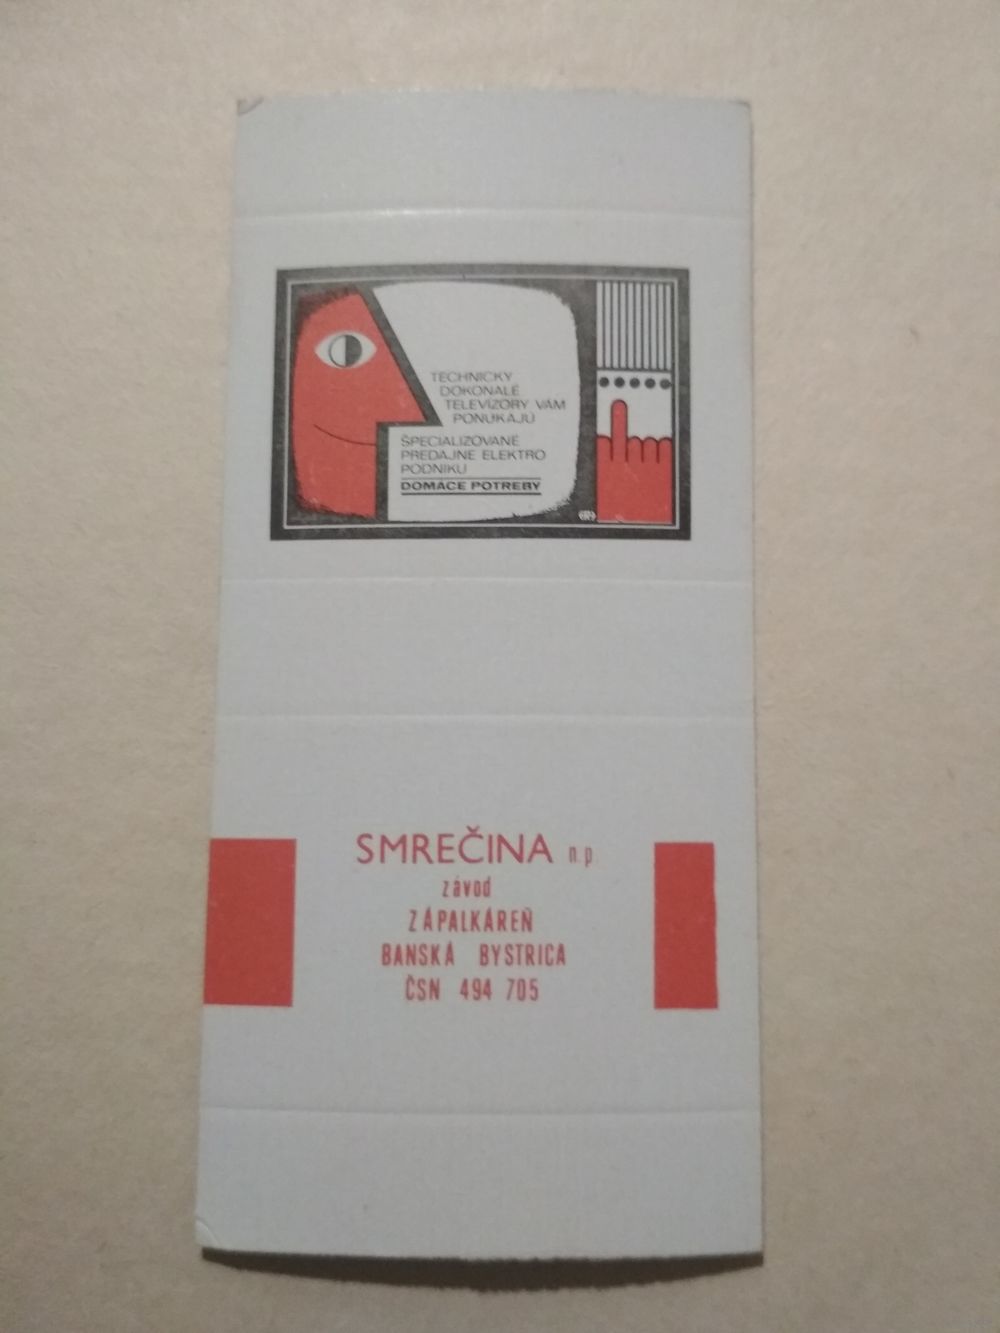 TECHNICKY
DOKONALÉ
TELEVÍZORY VÁM
PONÚKAJÚ
ŠPECIALIZOVANÉ
PREDAJNE ELEKTRO
PODNIKU
DOMÁCE POTREBY
SMREČINA n.p.
závod
ZÁPALKÁREŇ
BANSKÁ BYSTRICA
ČSN 494 705